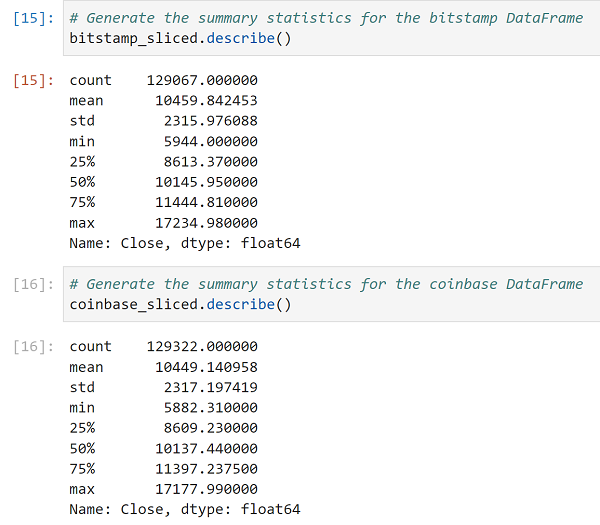 [15]: # Generate the summary statistics for the bitstamp DataFrame
bitstamp_sliced.describe()
[15]: count    129067.000000
mean      10459.842453
std        2315.976088
min        5944.000000
25%        8613.370000
50%       10145.950000
75%       11444.810000
max       17234.980000
Name: Close, dtype: float64
[16]: # Generate the summary statistics for the coinbase DataFrame
coinbase_sliced.describe()
[16]: count    129322.000000
mean      10449.140958
std        2317.197419
min        5882.310000
25%        8609.230000
50%       10137.440000
75%       11397.237500
max       17177.990000
Name: Close, dtype: float64